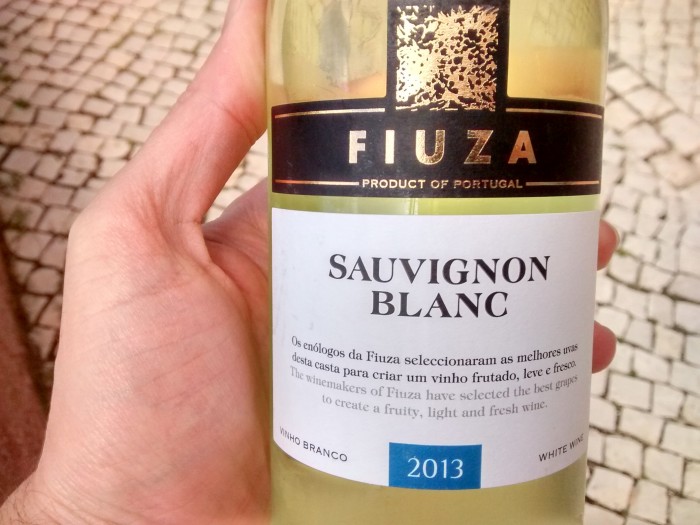 FIUZA
PRODUCT OF PORTUGAL
SAUVIGNON
BLANC
Os enólogos da Fiuza seleccionaram as melhores uvas
desta casta para criar um vinho frutado, leve e fresco.
The winemakers of Fiuza have selected the best grapes
to create a fruity, light and fresh wine.
VINHO BRANCO
2013
WHITE WINE